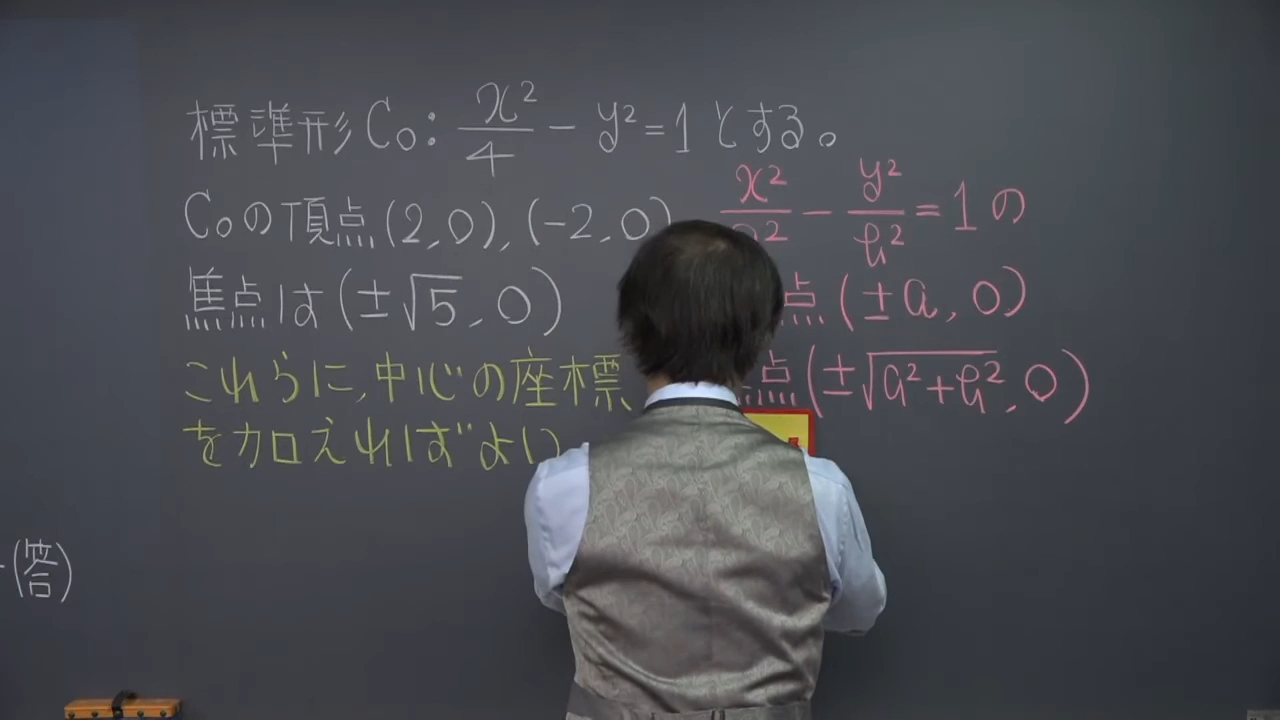 標準形 C₀: x²/4 − y² = 1 とする。
C₀の頂点(2,0),(−2,0)
焦点は(±√5,0)
これらに,中心の座標
を加えればよい
x²/a² − y²/b² = 1 の
点(±a,0)
点(±√a²+b²,0)
(答)